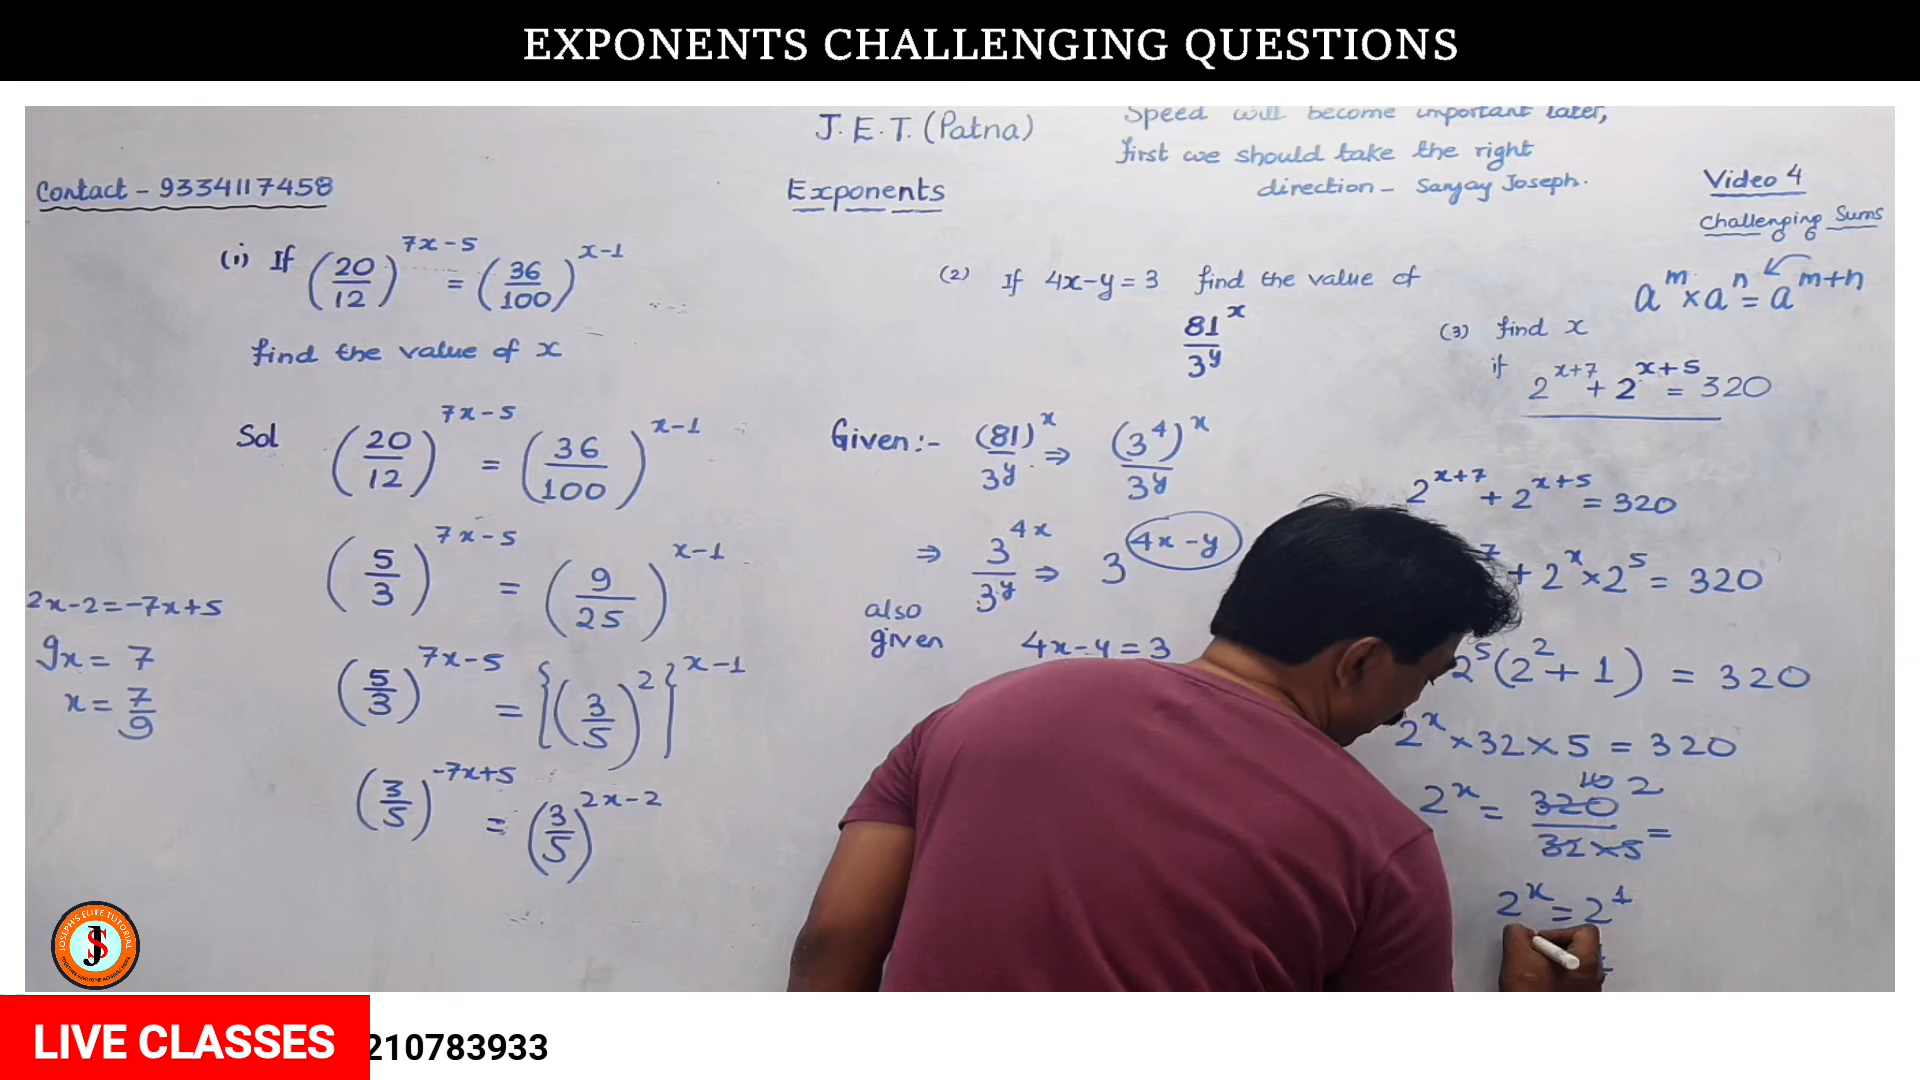 EXPONENTS CHALLENGING QUESTIONS
J.E.T. (Patna)
Speed will become important later,
first we should take the right
direction - Sanjay Joseph.
Contact - 9334117458
Exponents
Video 4
Challenging Sums
(i) If (20/12)^(7x-5) = (36/100)^(x-1)
find the value of x
Sol (20/12)^(7x-5) = (36/100)^(x-1)
(5/3)^(7x-5) = (9/25)^(x-1)
(5/3)^(7x-5) = {(3/5)^2}^(x-1)
(3/5)^(-7x+5) = (3/5)^(2x-2)
2x-2=-7x+5
9x = 7
x = 7/9
(2) If 4x-y=3 find the value of
81^x/3^y
Given:- (81)^x/3^y ⇒ (3^4)^x/3^y
⇒ 3^4x/3^y ⇒ 3^(4x-y)
also
given 4x-y=3
a^m × a^n = a^(m+n)
(3) find x
if 2^(x+7) + 2^(x+5) = 320
2^(x+7) + 2^(x+5) = 320
7 + 2^x × 2^5 = 320
2^5 (2^2 + 1) = 320
2^x × 32 × 5 = 320
2^x = 320/32×5 = 10 2
2^x = 2^1
JOSEPH'S ELITE TUTORIAL
JS
LIVE CLASSES
210783933